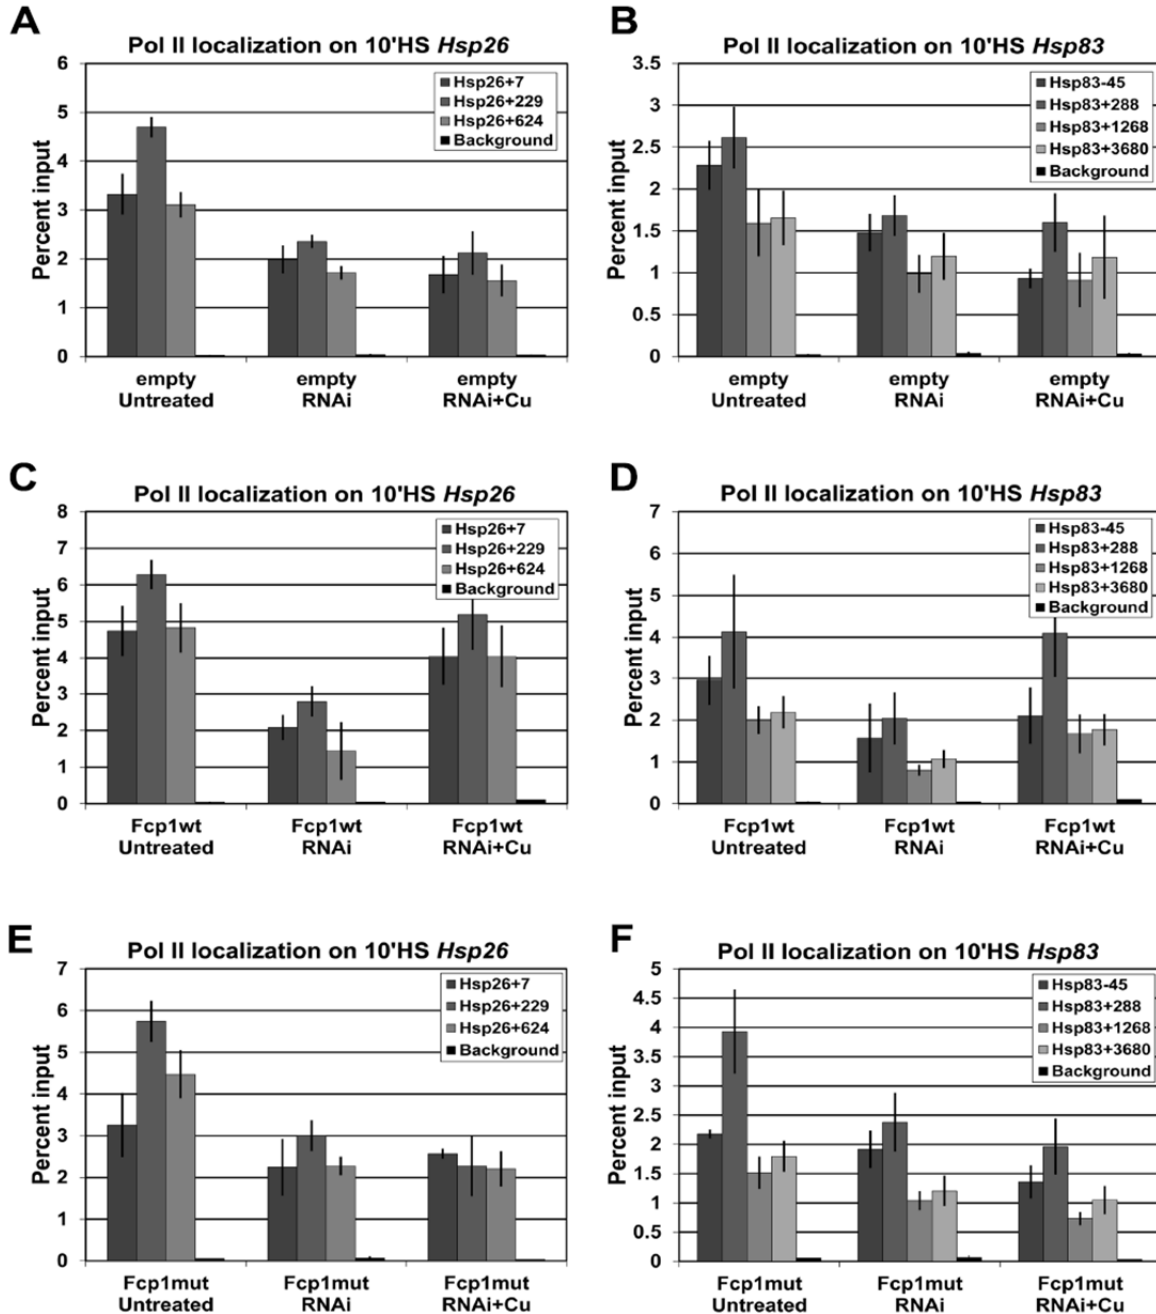 A
Pol II localization on 10'HS Hsp26
Percent input
6
5
4
3
2
1
0
Hsp26+7
Hsp26+229
Hsp26+624
Background
empty
Untreated
empty
RNAi
empty
RNAi+Cu
B
Pol II localization on 10'HS Hsp83
Percent input
3.5
3
2.5
2
1.5
1
0.5
0
Hsp83-45
Hsp83+288
Hsp83+1268
Hsp83+3680
Background
empty
Untreated
empty
RNAi
empty
RNAi+Cu
C
Pol II localization on 10'HS Hsp26
Percent input
8
7
6
5
4
3
2
1
0
Hsp26+7
Hsp26+229
Hsp26+624
Background
Fcp1wt
Untreated
Fcp1wt
RNAi
Fcp1wt
RNAi+Cu
D
Pol II localization on 10'HS Hsp83
Percent input
7
6
5
4
3
2
1
0
Hsp83-45
Hsp83+288
Hsp83+1268
Hsp83+3680
Background
Fcp1wt
Untreated
Fcp1wt
RNAi
Fcp1wt
RNAi+Cu
E
Pol II localization on 10'HS Hsp26
Percent input
7
6
5
4
3
2
1
0
Hsp26+7
Hsp26+229
Hsp26+624
Background
Fcp1mut
Untreated
Fcp1mut
RNAi
Fcp1mut
RNAi+Cu
F
Pol II localization on 10'HS Hsp83
Percent input
5
4.5
4
3.5
3
2.5
2
1.5
1
0.5
0
Hsp83-45
Hsp83+288
Hsp83+1268
Hsp83+3680
Background
Fcp1mut
Untreated
Fcp1mut
RNAi
Fcp1mut
RNAi+Cu